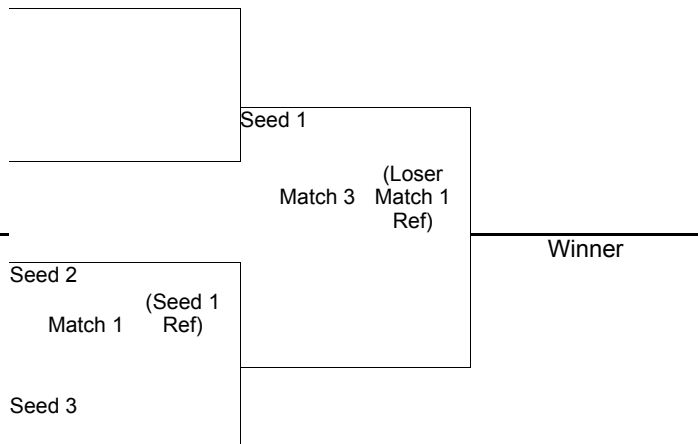 Seed 1
(Loser
Match 3 Match 1
Ref)
Winner
Seed 2
(Seed 1
Match 1 Ref)
Seed 3